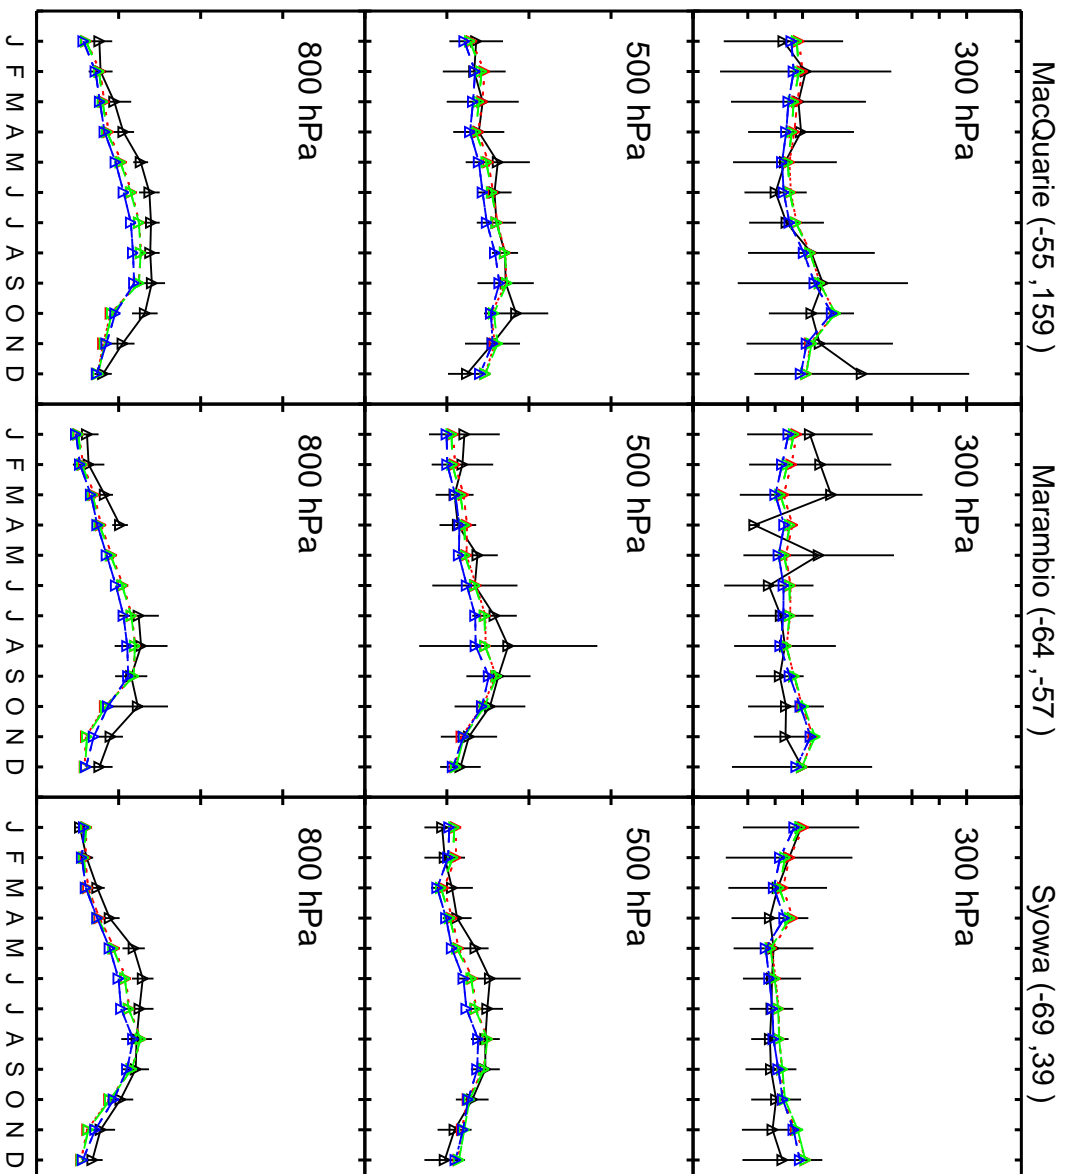 MacQuarie (-55 ,159 )
300 hPa
500 hPa
800 hPa
J F M A M J J A S O N D
Marambio (-64 ,-57 )
300 hPa
500 hPa
800 hPa
J F M A M J J A S O N D
Syowa (-69 ,39 )
300 hPa
500 hPa
800 hPa
J F M A M J J A S O N D